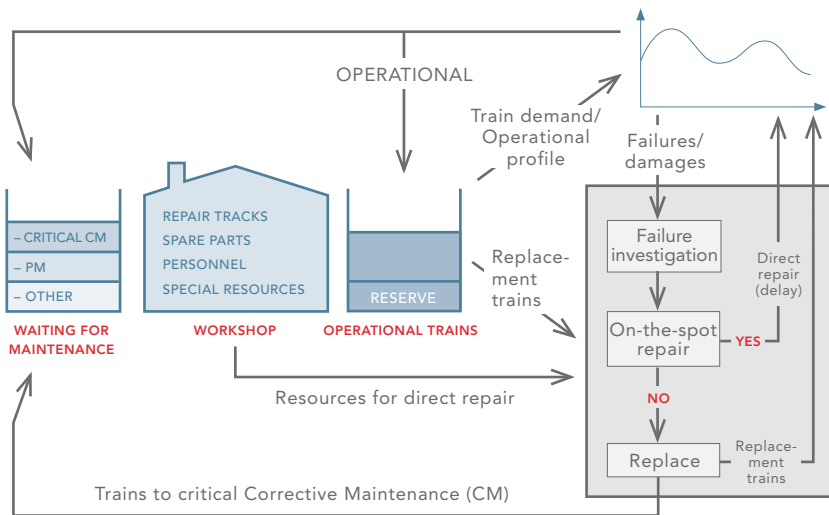 OPERATIONAL
Train demand/
Operational
profile
Failures/
damages
– CRITICAL CM
– PM
– OTHER
WAITING FOR
MAINTENANCE
REPAIR TRACKS
SPARE PARTS
PERSONNEL
SPECIAL RESOURCES
WORKSHOP
RESERVE
OPERATIONAL TRAINS
Replace-
ment
trains
Failure
investigation
Direct
repair
(delay)
On-the-spot
repair
YES
NO
Resources for direct repair
Replace
Replace-
ment
trains
Trains to critical Corrective Maintenance (CM)